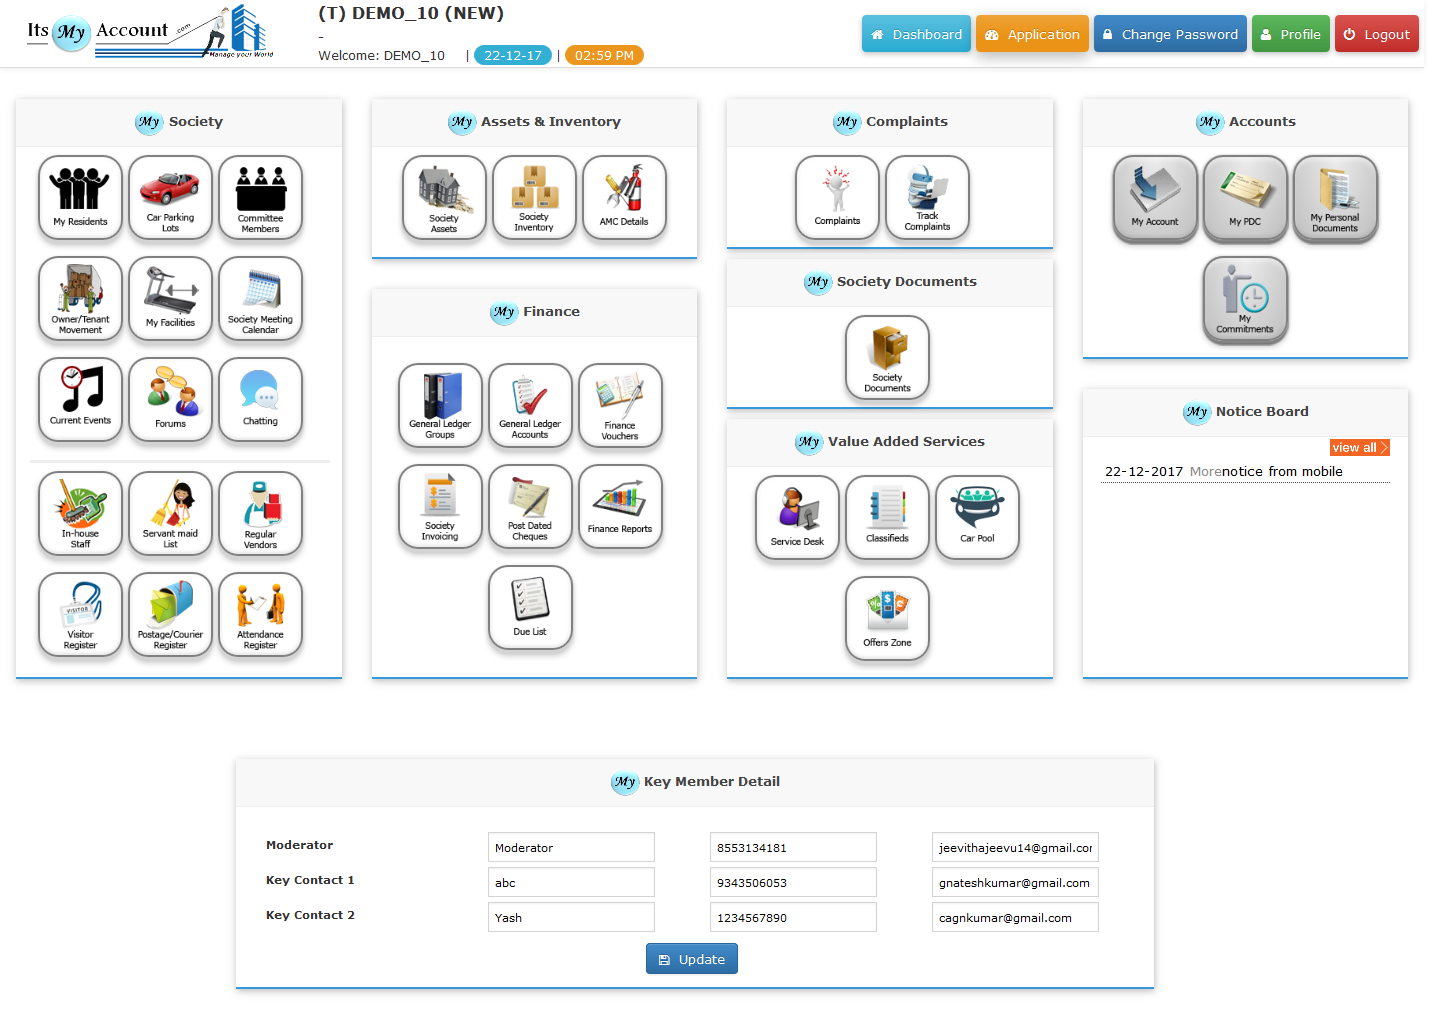 Its My Account .com
Manage your World
(T) DEMO_10 (NEW)
-
Welcome: DEMO_10 | 22-12-17 | 02:59 PM
Dashboard
Application
Change Password
Profile
Logout
My Society
My Residents
Car Parking
Lots
Committee
Members
Owner/Tenant
Movement
My Facilities
Society Meeting
Calendar
Current Events
Forums
Chatting
In-house
Staff
Servant maid
List
Regular
Vendors
VISITOR
Visitor
Register
Postage/Courier
Register
Attendance
Register
My Assets & Inventory
Society
Assets
Society
Inventory
AMC Details
My Finance
General Ledger
Groups
General Ledger
Accounts
Finance
Vouchers
Society
Invoicing
Post Dated
Cheques
Finance Reports
Due List
My Complaints
Complaints
Track
Complaints
My Society Documents
Society
Documents
My Value Added Services
Service Desk
Classifieds
Car Pool
Offers Zone
My Accounts
My Account
My PDC
My Personal
Documents
My
Commitments
My Notice Board
view all
22-12-2017 Morenotice from mobile
My Key Member Detail
Moderator Moderator 8553134181 jeevithajeevu14@gmail.cor
Key Contact 1 abc 9343506053 gnateshkumar@gmail.com
Key Contact 2 Yash 1234567890 cagnkumar@gmail.com
Update